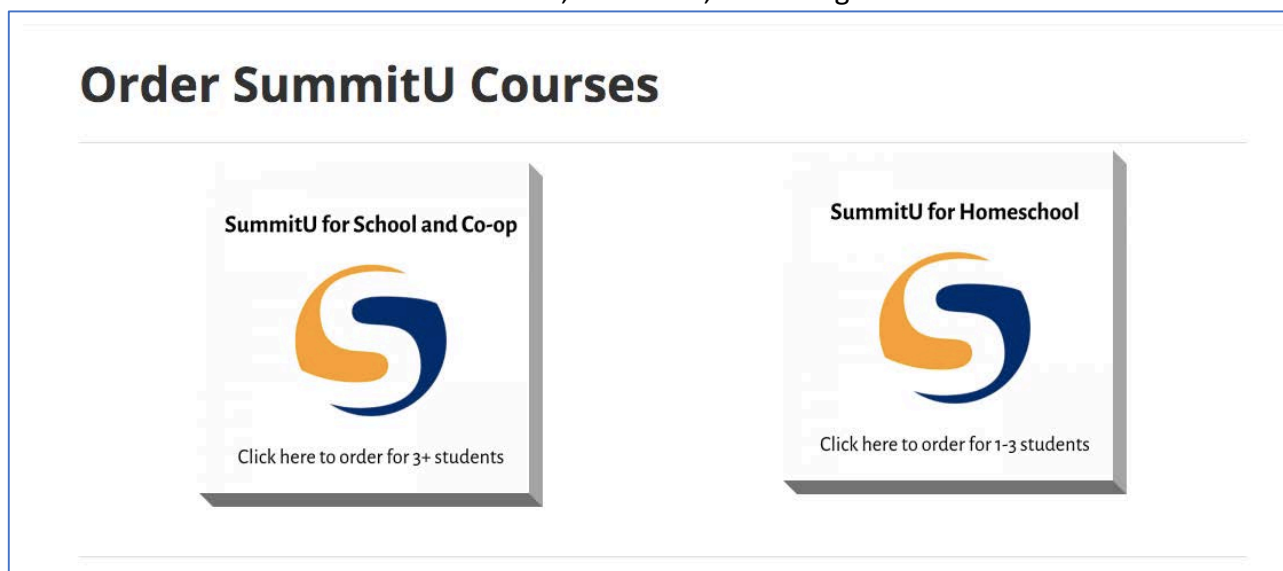 Order SummitU Courses
SummitU for School and Co-op
Click here to order for 3+ students
SummitU for Homeschool
Click here to order for 1-3 students